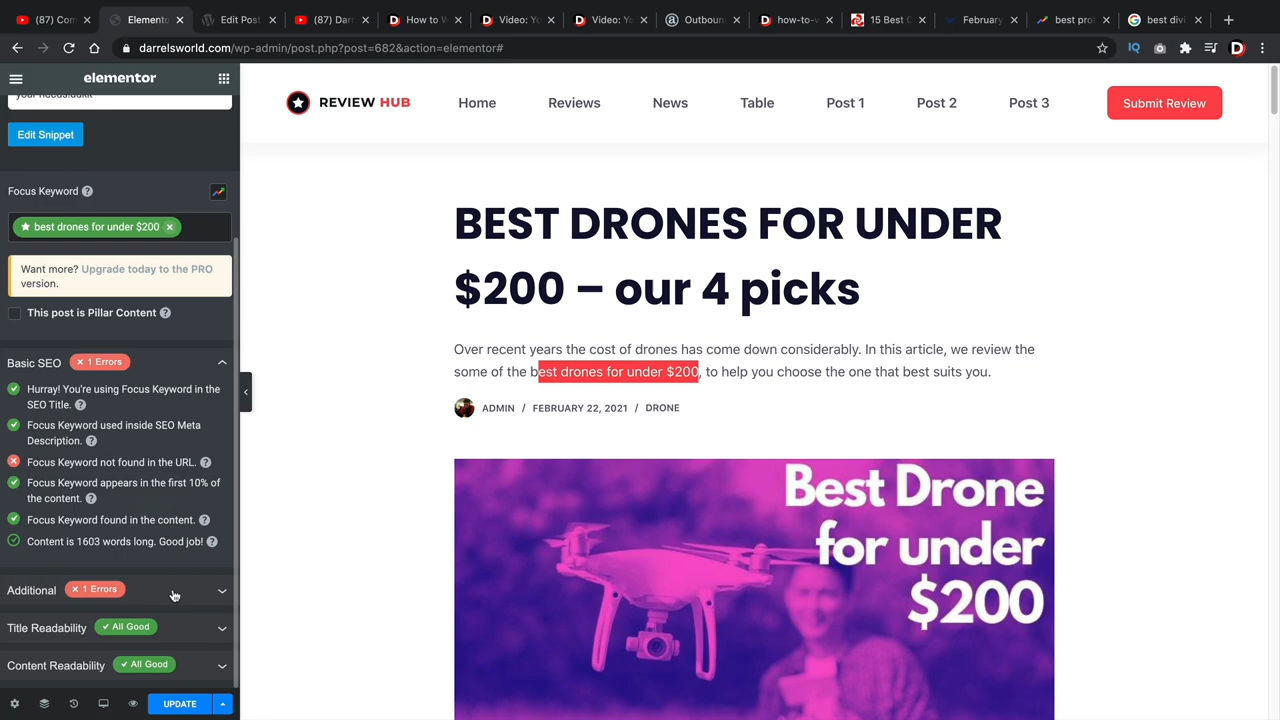 (87) Com
Elemento
Edit Post
(87) Darr
How to W
Video: Yo
Video: Yo
Outboun
how-to-v
15 Best G
February
best pro
best divi
darrelsworld.com/wp-admin/post.php?post=682&action=elementor#
elementor
Edit Snippet
Focus Keyword
best drones for under $200
Want more? Upgrade today to the PRO
version.
This post is Pillar Content
Basic SEO 1 Errors
Hurray! You're using Focus Keyword in the
SEO Title.
Focus Keyword used inside SEO Meta
Description.
Focus Keyword not found in the URL.
Focus Keyword appears in the first 10% of
the content.
Focus Keyword found in the content.
Content is 1603 words long. Good job!
Additional 1 Errors
Title Readability All Good
Content Readability All Good
UPDATE
REVIEW HUB
Home
Reviews
News
Table
Post 1
Post 2
Post 3
Submit Review
BEST DRONES FOR UNDER
$200 – our 4 picks
Over recent years the cost of drones has come down considerably. In this article, we review the
some of the best drones for under $200, to help you choose the one that best suits you.
ADMIN / FEBRUARY 22, 2021 / DRONE
Best Drone
for under
$200